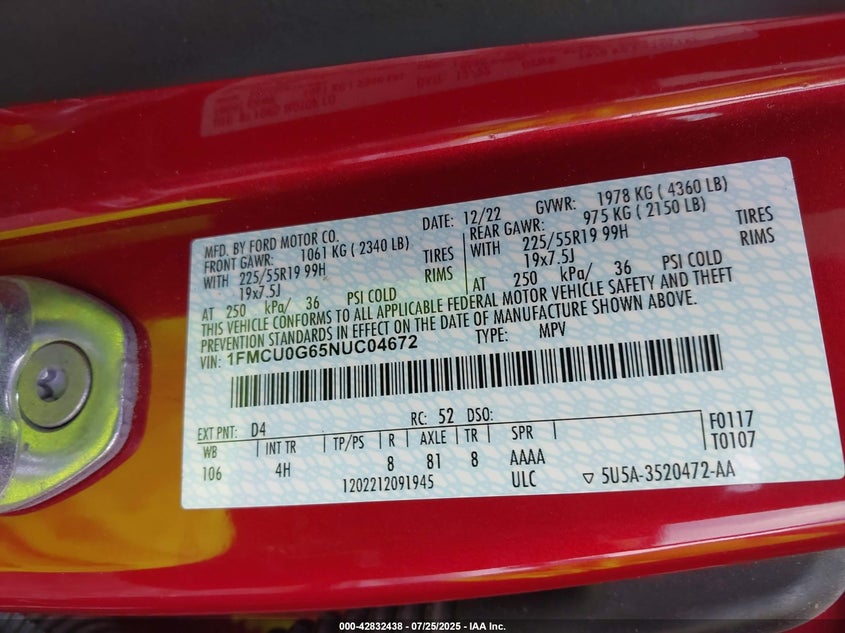 MFD. BY FORD MOTOR CO. DATE: 12/22 GVWR: 1978 KG ( 4360 LB)
FRONT GAWR: 1061 KG ( 2340 LB) REAR GAWR: 975 KG ( 2150 LB)
WITH 225/55R19 99H TIRES WITH 225/55R19 99H TIRES
19x7.5J RIMS 19x7.5J RIMS
AT 250 kPa/ 36 PSI COLD AT 250 kPa/ 36 PSI COLD
THIS VEHICLE CONFORMS TO ALL APPLICABLE FEDERAL MOTOR VEHICLE SAFETY AND THEFT
PREVENTION STANDARDS IN EFFECT ON THE DATE OF MANUFACTURE SHOWN ABOVE.
VIN: 1FMCU0G65NUC04672 TYPE: MPV
EXT PNT: D4 RC: 52 DSO:
WB INT TR TP/PS R AXLE TR SPR
106 4H 8 81 8 AAAA
1202212091945 ULC
F0117
T0107
5U5A-3520472-AA
000-42832438 - 07/25/2025 - IAA Inc.